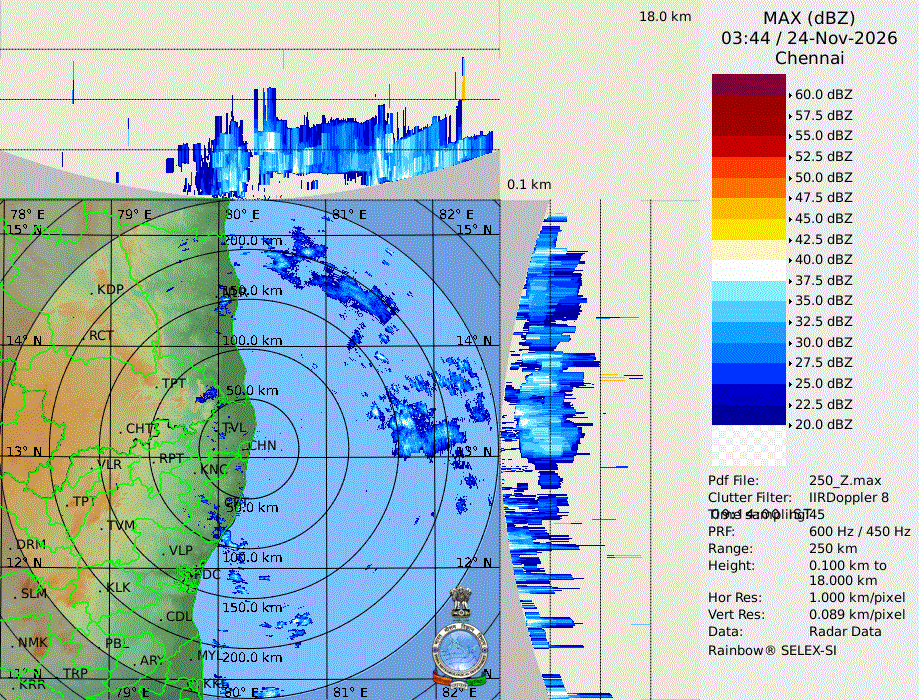 18.0 km
0.1 km
MAX (dBZ)
03:44 / 24-Nov-2026
Chennai
60.0 dBZ
57.5 dBZ
55.0 dBZ
52.5 dBZ
50.0 dBZ
47.5 dBZ
45.0 dBZ
42.5 dBZ
40.0 dBZ
37.5 dBZ
35.0 dBZ
32.5 dBZ
30.0 dBZ
27.5 dBZ
25.0 dBZ
22.5 dBZ
20.0 dBZ
Pdf File: 250_Z.max
Clutter Filter: IIRDoppler 8
Time sampling: 45
PRF: 600 Hz / 450 Hz
Range: 250 km
Height: 0.100 km to
18.000 km
Hor Res: 1.000 km/pixel
Vert Res: 0.089 km/pixel
Data: Radar Data
Rainbow® SELEX-SI
78° E 79° E 80° E 81° E 82° E
15° N 200.0 km 15° N
KDP 150.0 km
RCT 100.0 km
14° N 14° N
TPT 50.0 km
CHT TVL
CHN
13° N VLR RPT KNC 13° N
TPT 50.0 km
TVM
DRM VLP 100.0 km
12° N PDC 12° N
SLM KLK 150.0 km
CDL
NMK PBL
ARY MYL 200.0 km
11° N TRP
KRR KRL
79° E 80° E 81° E 82° E